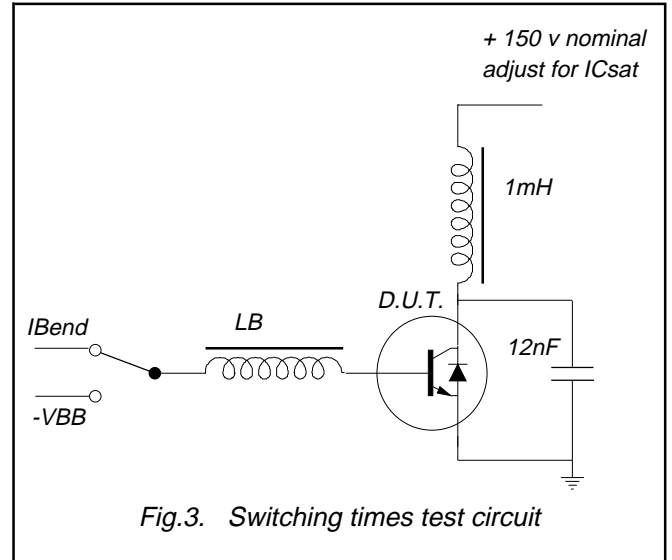 + 150 v nominal
adjust for ICsat
1mH
D.U.T.
LB
IBend
12nF
-VBB
Fig.3. Switching times test circuit